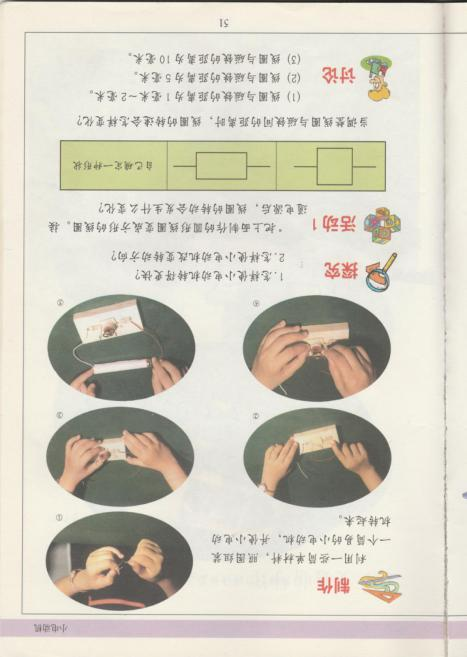 小电动机
制作
利用一些简单材料，照图组装
一个简易的小电动机，并使小电动
机转起来。
①
②
③
④
⑤
探究
1.怎样使小电动机转得更快？
2.怎样使小电动机改变转动方向？
活动1
*把上面制作的圆形线圈变成方形的线圈。接
通电源后，线圈的转动会发生什么变化？
自己确定一种形状
当调整线圈与磁铁间的距离时，线圈的转速会怎样变化？
讨论
(1) 线圈与磁铁的距离为1毫米～2毫米。
(2) 线圈与磁铁的距离为5毫米。
(3) 线圈与磁铁的距离为10毫米。
51